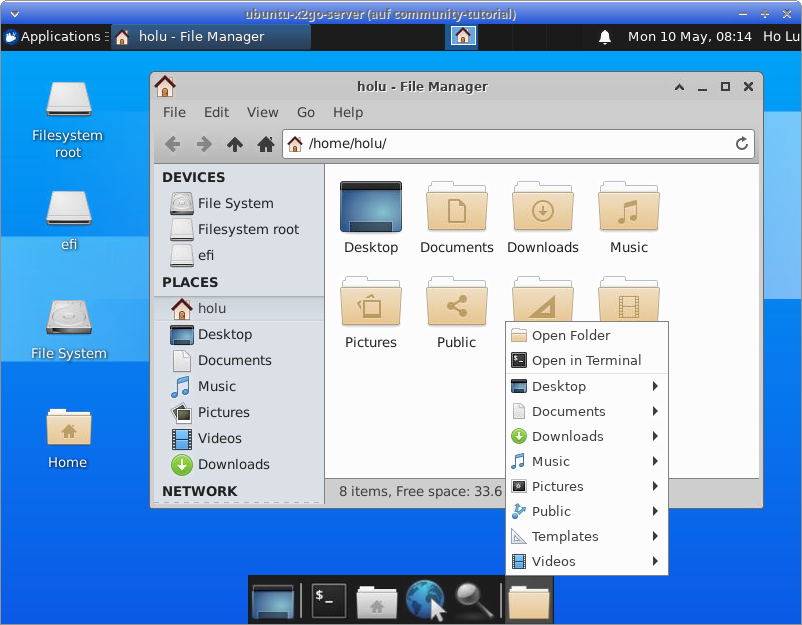 ubuntu-x2go-server (auf community-tutorial)
Applications
holu - File Manager
Mon 10 May, 08:14
Ho Lu
Filesystem
root
efi
File System
Home
holu - File Manager
File Edit View Go Help
/home/holu/
DEVICES
File System
Filesystem root
efi
PLACES
holu
Desktop
Documents
Music
Pictures
Videos
Downloads
NETWORK
Desktop Documents Downloads Music
Pictures Public
8 items, Free space: 33.6
Open Folder
Open in Terminal
Desktop
Documents
Downloads
Music
Pictures
Public
Templates
Videos
$_